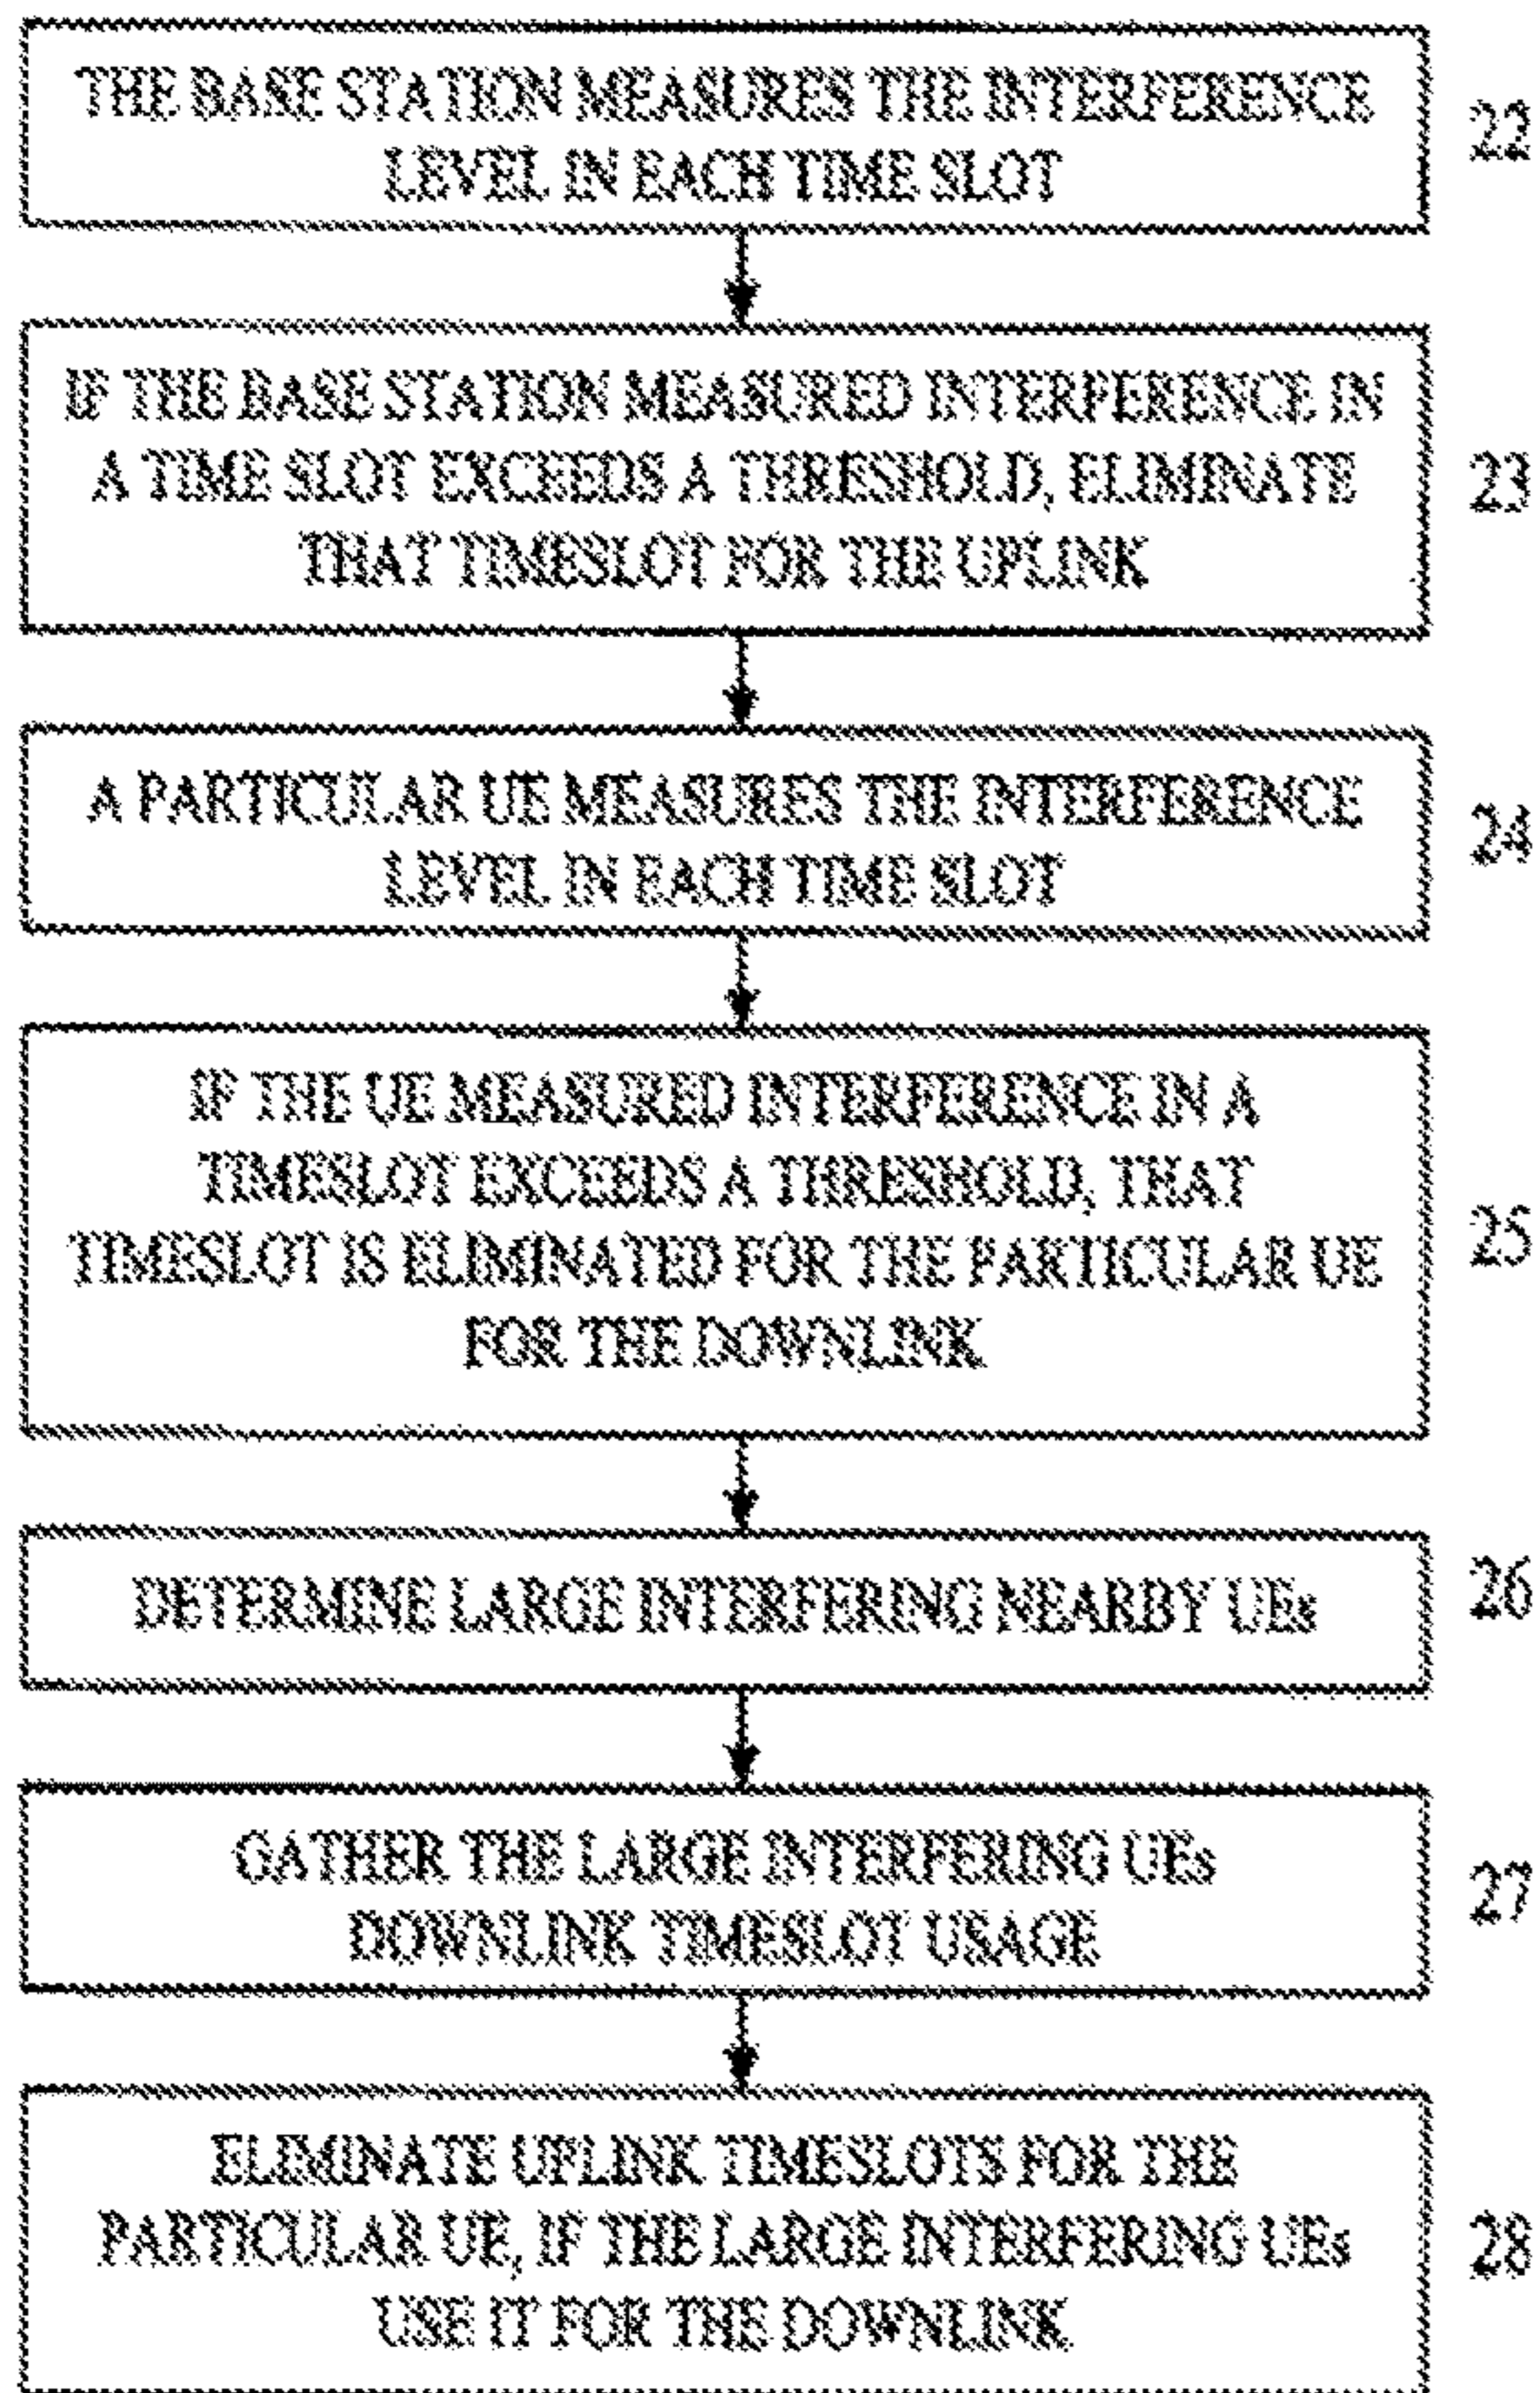 THE BASE STATION MEASURES THE INTERFERENCE
LEVEL IN EACH TIME SLOT
22
IF THE BASE STATION MEASURED INTERFERENCE IN
A TIME SLOT EXCEEDS A THRESHOLD, ELIMINATE
THAT TIMESLOT FOR THE UPLINK
23
A PARTICULAR UE MEASURES THE INTERFERENCE
LEVEL IN EACH TIME SLOT
24
IF THE UE MEASURED INTERFERENCE IN A
TIMESLOT EXCEEDS A THRESHOLD, THAT
TIMESLOT IS ELIMINATED FOR THE PARTICULAR UE
FOR THE DOWNLINK
25
DETERMINE LARGE INTERFERING NEARBY UEs
26
GATHER THE LARGE INTERFERING UEs
DOWNLINK TIMESLOT USAGE
27
ELIMINATE UPLINK TIMESLOTS FOR THE
PARTICULAR UE, IF THE LARGE INTERFERING UEs
USE IT FOR THE DOWNLINK
28